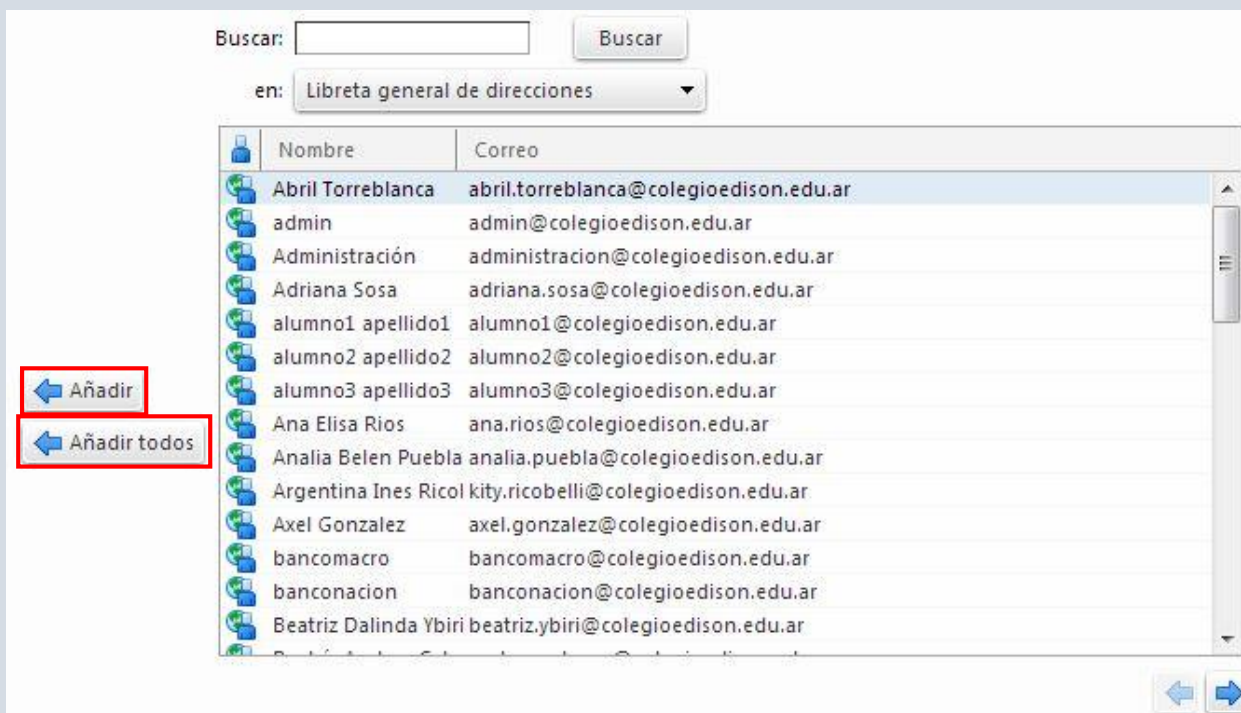 Buscar: Buscar
en: Libreta general de direcciones
Nombre Correo
Abril Torreblanca abril.torreblanca@colegioedison.edu.ar
admin admin@colegioedison.edu.ar
Administración administracion@colegioedison.edu.ar
Adriana Sosa adriana.sosa@colegioedison.edu.ar
alumno1 apellido1 alumno1@colegioedison.edu.ar
alumno2 apellido2 alumno2@colegioedison.edu.ar
alumno3 apellido3 alumno3@colegioedison.edu.ar
Añadir
Ana Elisa Rios ana.rios@colegioedison.edu.ar
Añadir todos
Analia Belen Puebla analia.puebla@colegioedison.edu.ar
Argentina Ines Ricol kity.ricobelli@colegioedison.edu.ar
Axel Gonzalez axel.gonzalez@colegioedison.edu.ar
bancomacro bancomacro@colegioedison.edu.ar
banconacion banconacion@colegioedison.edu.ar
Beatriz Dalinda Ybiri beatriz.ybiri@colegioedison.edu.ar